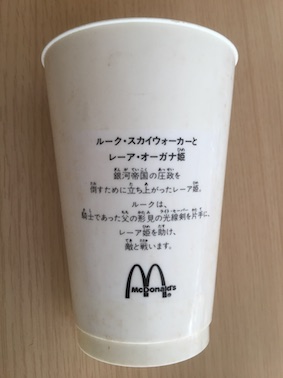 ルーク・スカイウォーカーと
レーア・オーガナ姫
銀河帝国の圧政を
倒すために立ち上がったレーア姫。
ルークは、
騎士であった父の形見の光線剣を片手に、
レーア姫を助け、
敵と戦います。
McDonald's
®